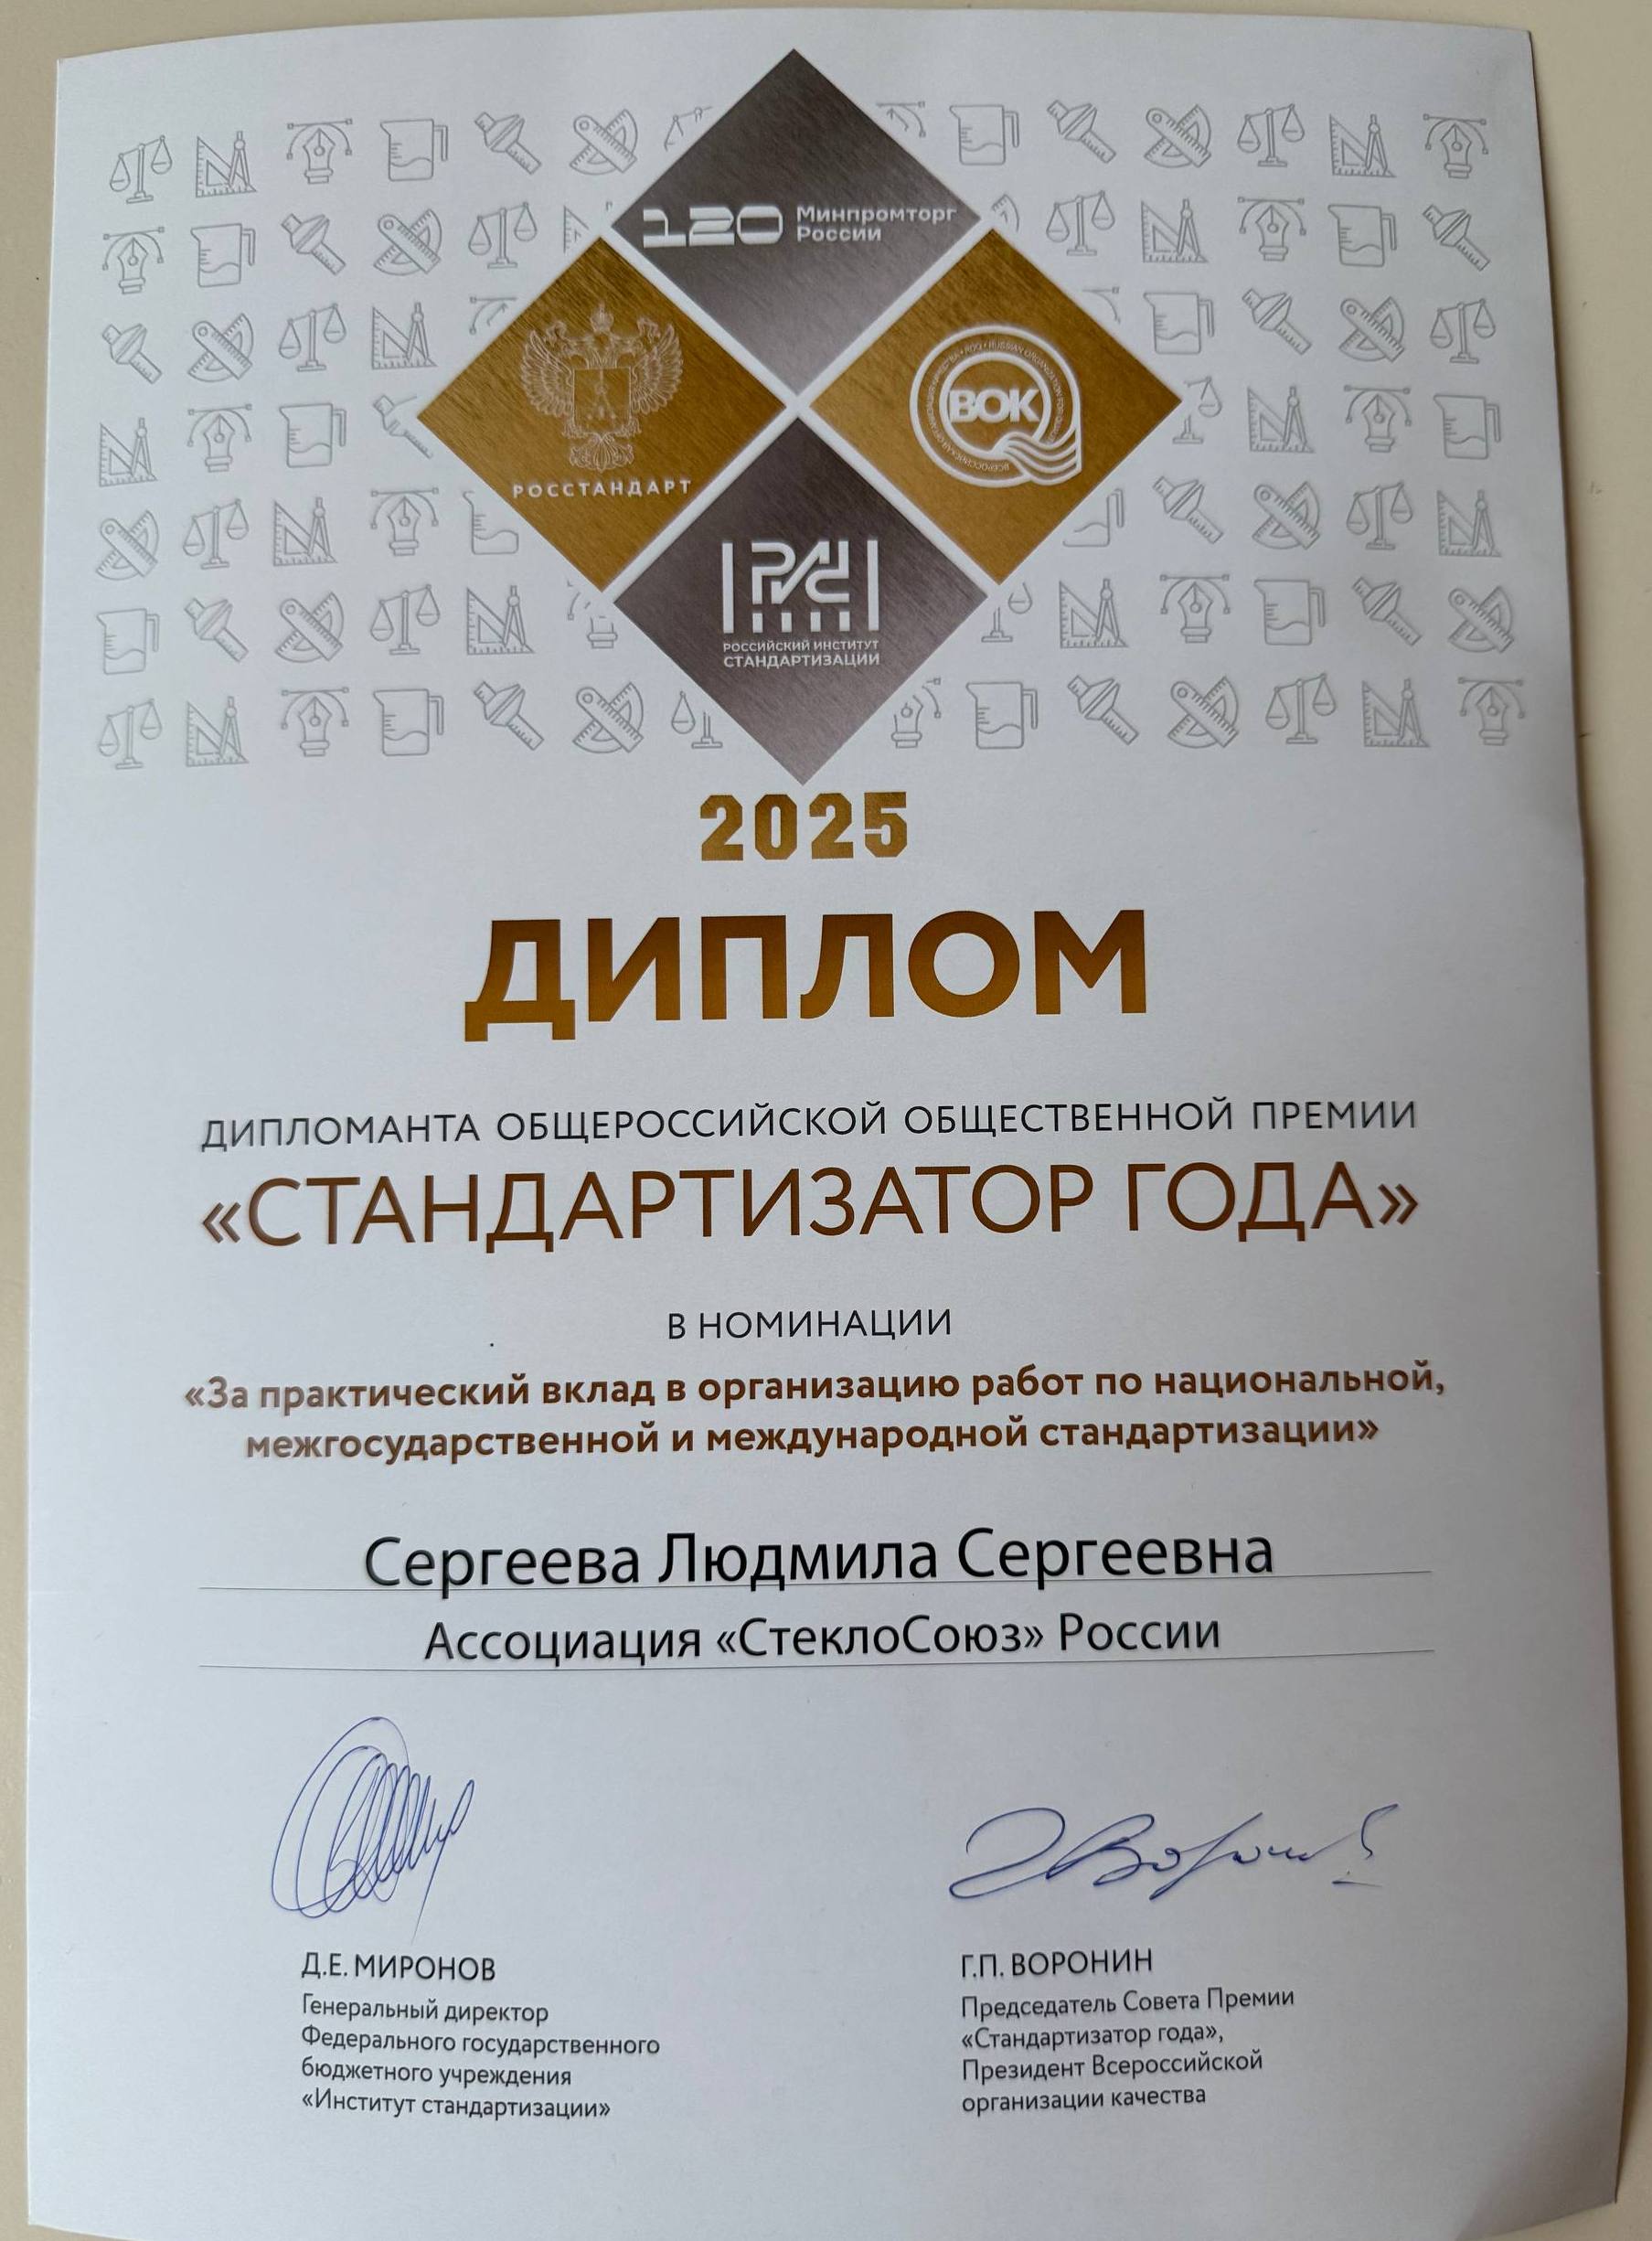 120 Минпромторг
России
РОССТАНДАРТ
ВОК
РИС
РОССИЙСКИЙ ИНСТИТУТ
СТАНДАРТИЗАЦИИ
2025
ДИПЛОМ
ДИПЛОМАНТА ОБЩЕРОССИЙСКОЙ ОБЩЕСТВЕННОЙ ПРЕМИИ
«СТАНДАРТИЗАТОР ГОДА»
В НОМИНАЦИИ
«За практический вклад в организацию работ по национальной,
межгосударственной и международной стандартизации»
Сергеева Людмила Сергеевна
Ассоциация «СтеклоСоюз» России
Д.Е. МИРОНОВ
Генеральный директор
Федерального государственного
бюджетного учреждения
«Институт стандартизации»
Г.П. ВОРОНИН
Председатель Совета Премии
«Стандартизатор года»,
Президент Всероссийской
организации качества